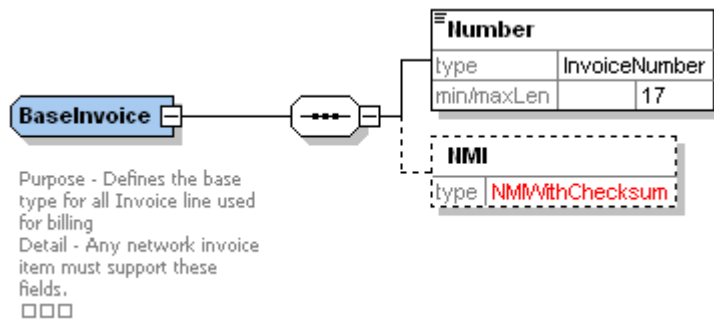 Number
type InvoiceNumber
min/maxLen 17
BaseInvoice
NMI
type NMIWithChecksum
Purpose - Defines the base
type for all Invoice line used
for billing
Detail - Any network invoice
item must support these
fields.